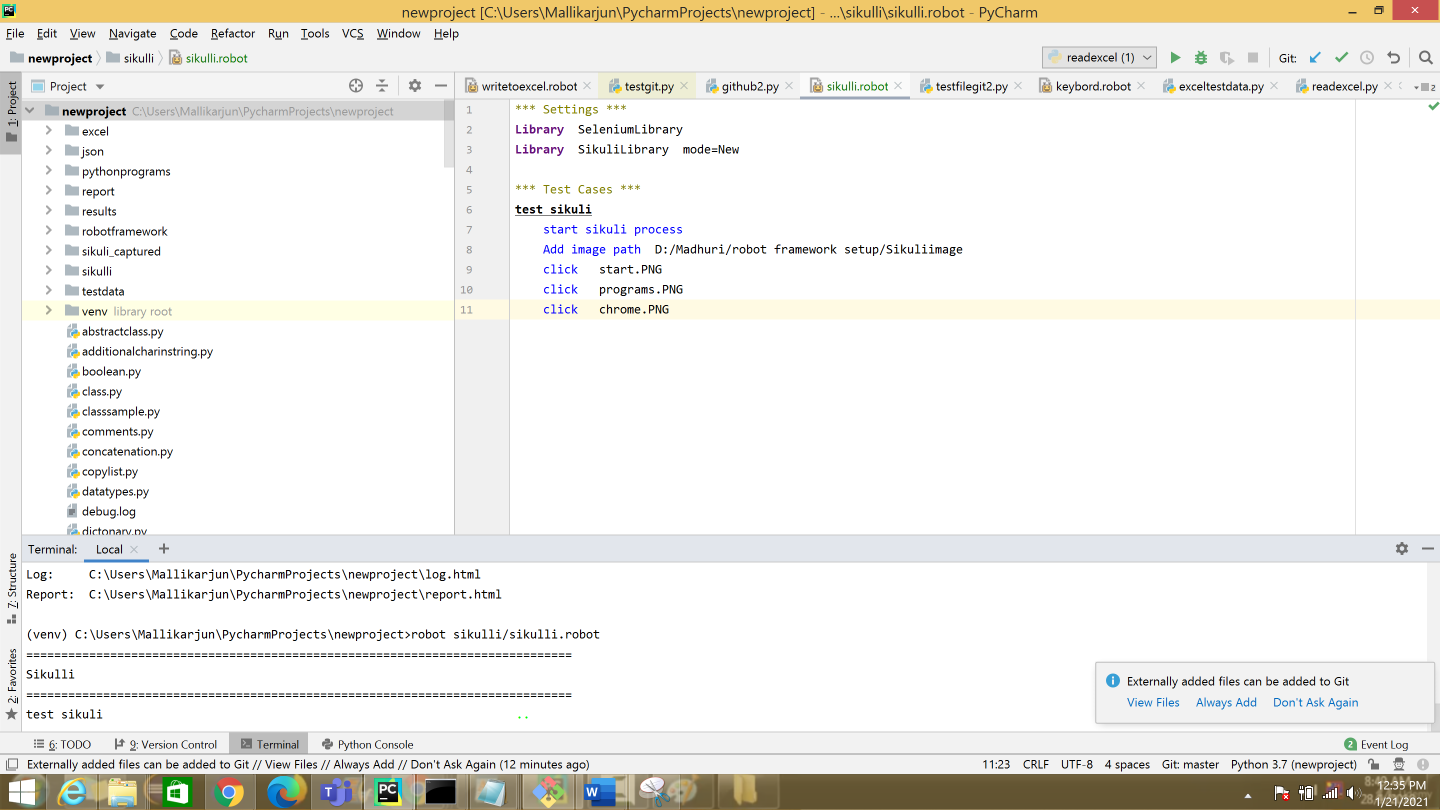 newproject [C:\Users\Mallikarjun\PycharmProjects\newproject] - ...\sikulli\sikulli.robot - PyCharm
File Edit View Navigate Code Refactor Run Tools VCS Window Help
newproject sikulli sikulli.robot readexcel (1) Git:
1: Project
Project
writetoexcel.robot testgit.py github2.py sikulli.robot testfilegit2.py keybord.robot exceltestdata.py readexcel.py 2
newproject C:\Users\Mallikarjun\PycharmProjects\newproject
excel
json
pythonprograms
report
results
robotframework
sikuli_captured
sikulli
testdata
venv library root
abstractclass.py
additionalcharinstring.py
boolean.py
class.py
classsample.py
comments.py
concatenation.py
copylist.py
datatypes.py
debug.log
dictonary.py
1 *** Settings ***
2 Library  SeleniumLibrary
3 Library  SikuliLibrary  mode=New
4
5 *** Test Cases ***
6 test sikuli
7     start sikuli process
8     Add image path  D:/Madhuri/robot framework setup/Sikuliimage
9     click   start.PNG
10     click   programs.PNG
11     click   chrome.PNG
7: Structure
2: Favorites
Terminal: Local +
Log:     C:\Users\Mallikarjun\PycharmProjects\newproject\log.html
Report:  C:\Users\Mallikarjun\PycharmProjects\newproject\report.html
(venv) C:\Users\Mallikarjun\PycharmProjects\newproject>robot sikulli/sikulli.robot
==============================================================================
Sikulli
==============================================================================
test sikuli ..
Externally added files can be added to Git
View Files Always Add Don't Ask Again
6: TODO 9: Version Control Terminal Python Console 2 Event Log
Externally added files can be added to Git // View Files // Always Add // Don't Ask Again (12 minutes ago) 11:23 CRLF UTF-8 4 spaces Git: master Python 3.7 (newproject)
12:35 PM
1/21/2021